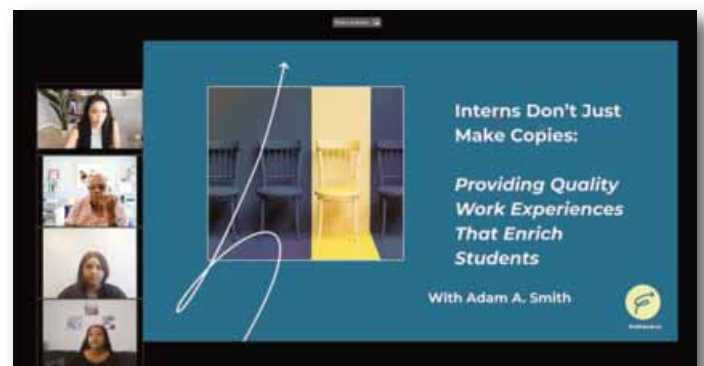 Interns Don't Just
Make Copies:
Providing Quality
Work Experiences
That Enrich
Students
With Adam A. Smith